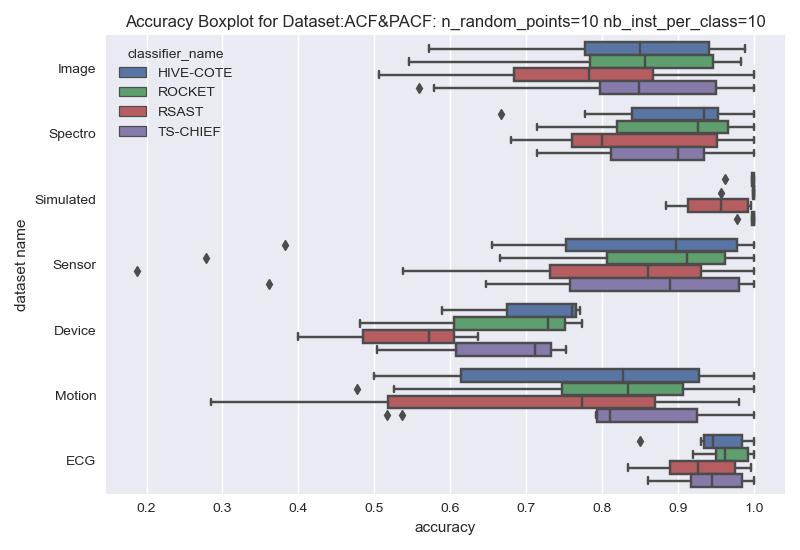 Accuracy Boxplot for Dataset:ACF&PACF: n_random_points=10 nb_inst_per_class=10
classifier_name
HIVE-COTE
ROCKET
RSAST
TS-CHIEF
dataset name
Image
Spectro
Simulated
Sensor
Device
Motion
ECG
0.2 0.3 0.4 0.5 0.6 0.7 0.8 0.9 1.0
accuracy